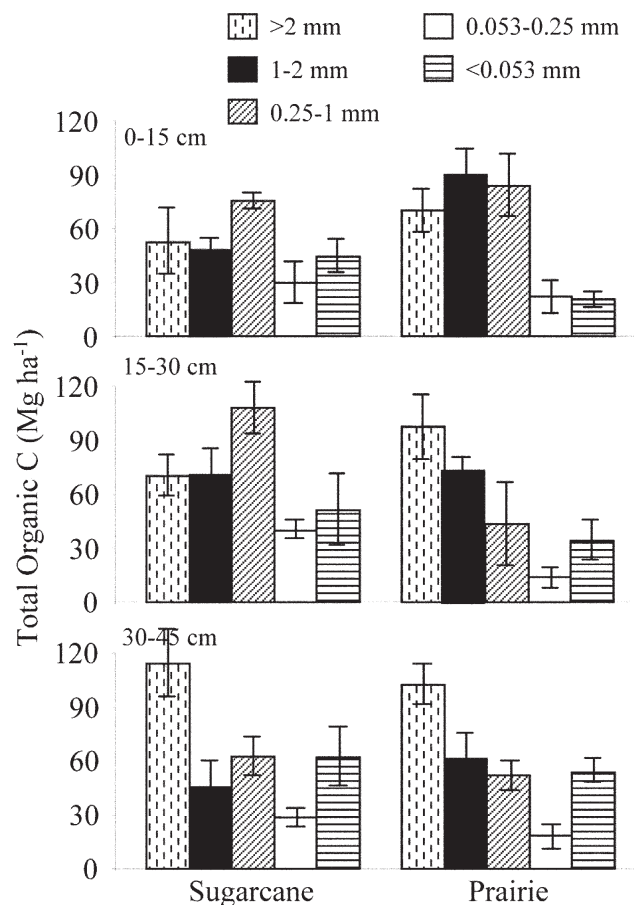 >2 mm
0.053-0.25 mm
1-2 mm
<0.053 mm
0.25-1 mm
Total Organic C (Mg ha-1)
0-15 cm
120
90
60
30
0
15-30 cm
120
90
60
30
0
30-45 cm
120
90
60
30
0
Sugarcane
Prairie